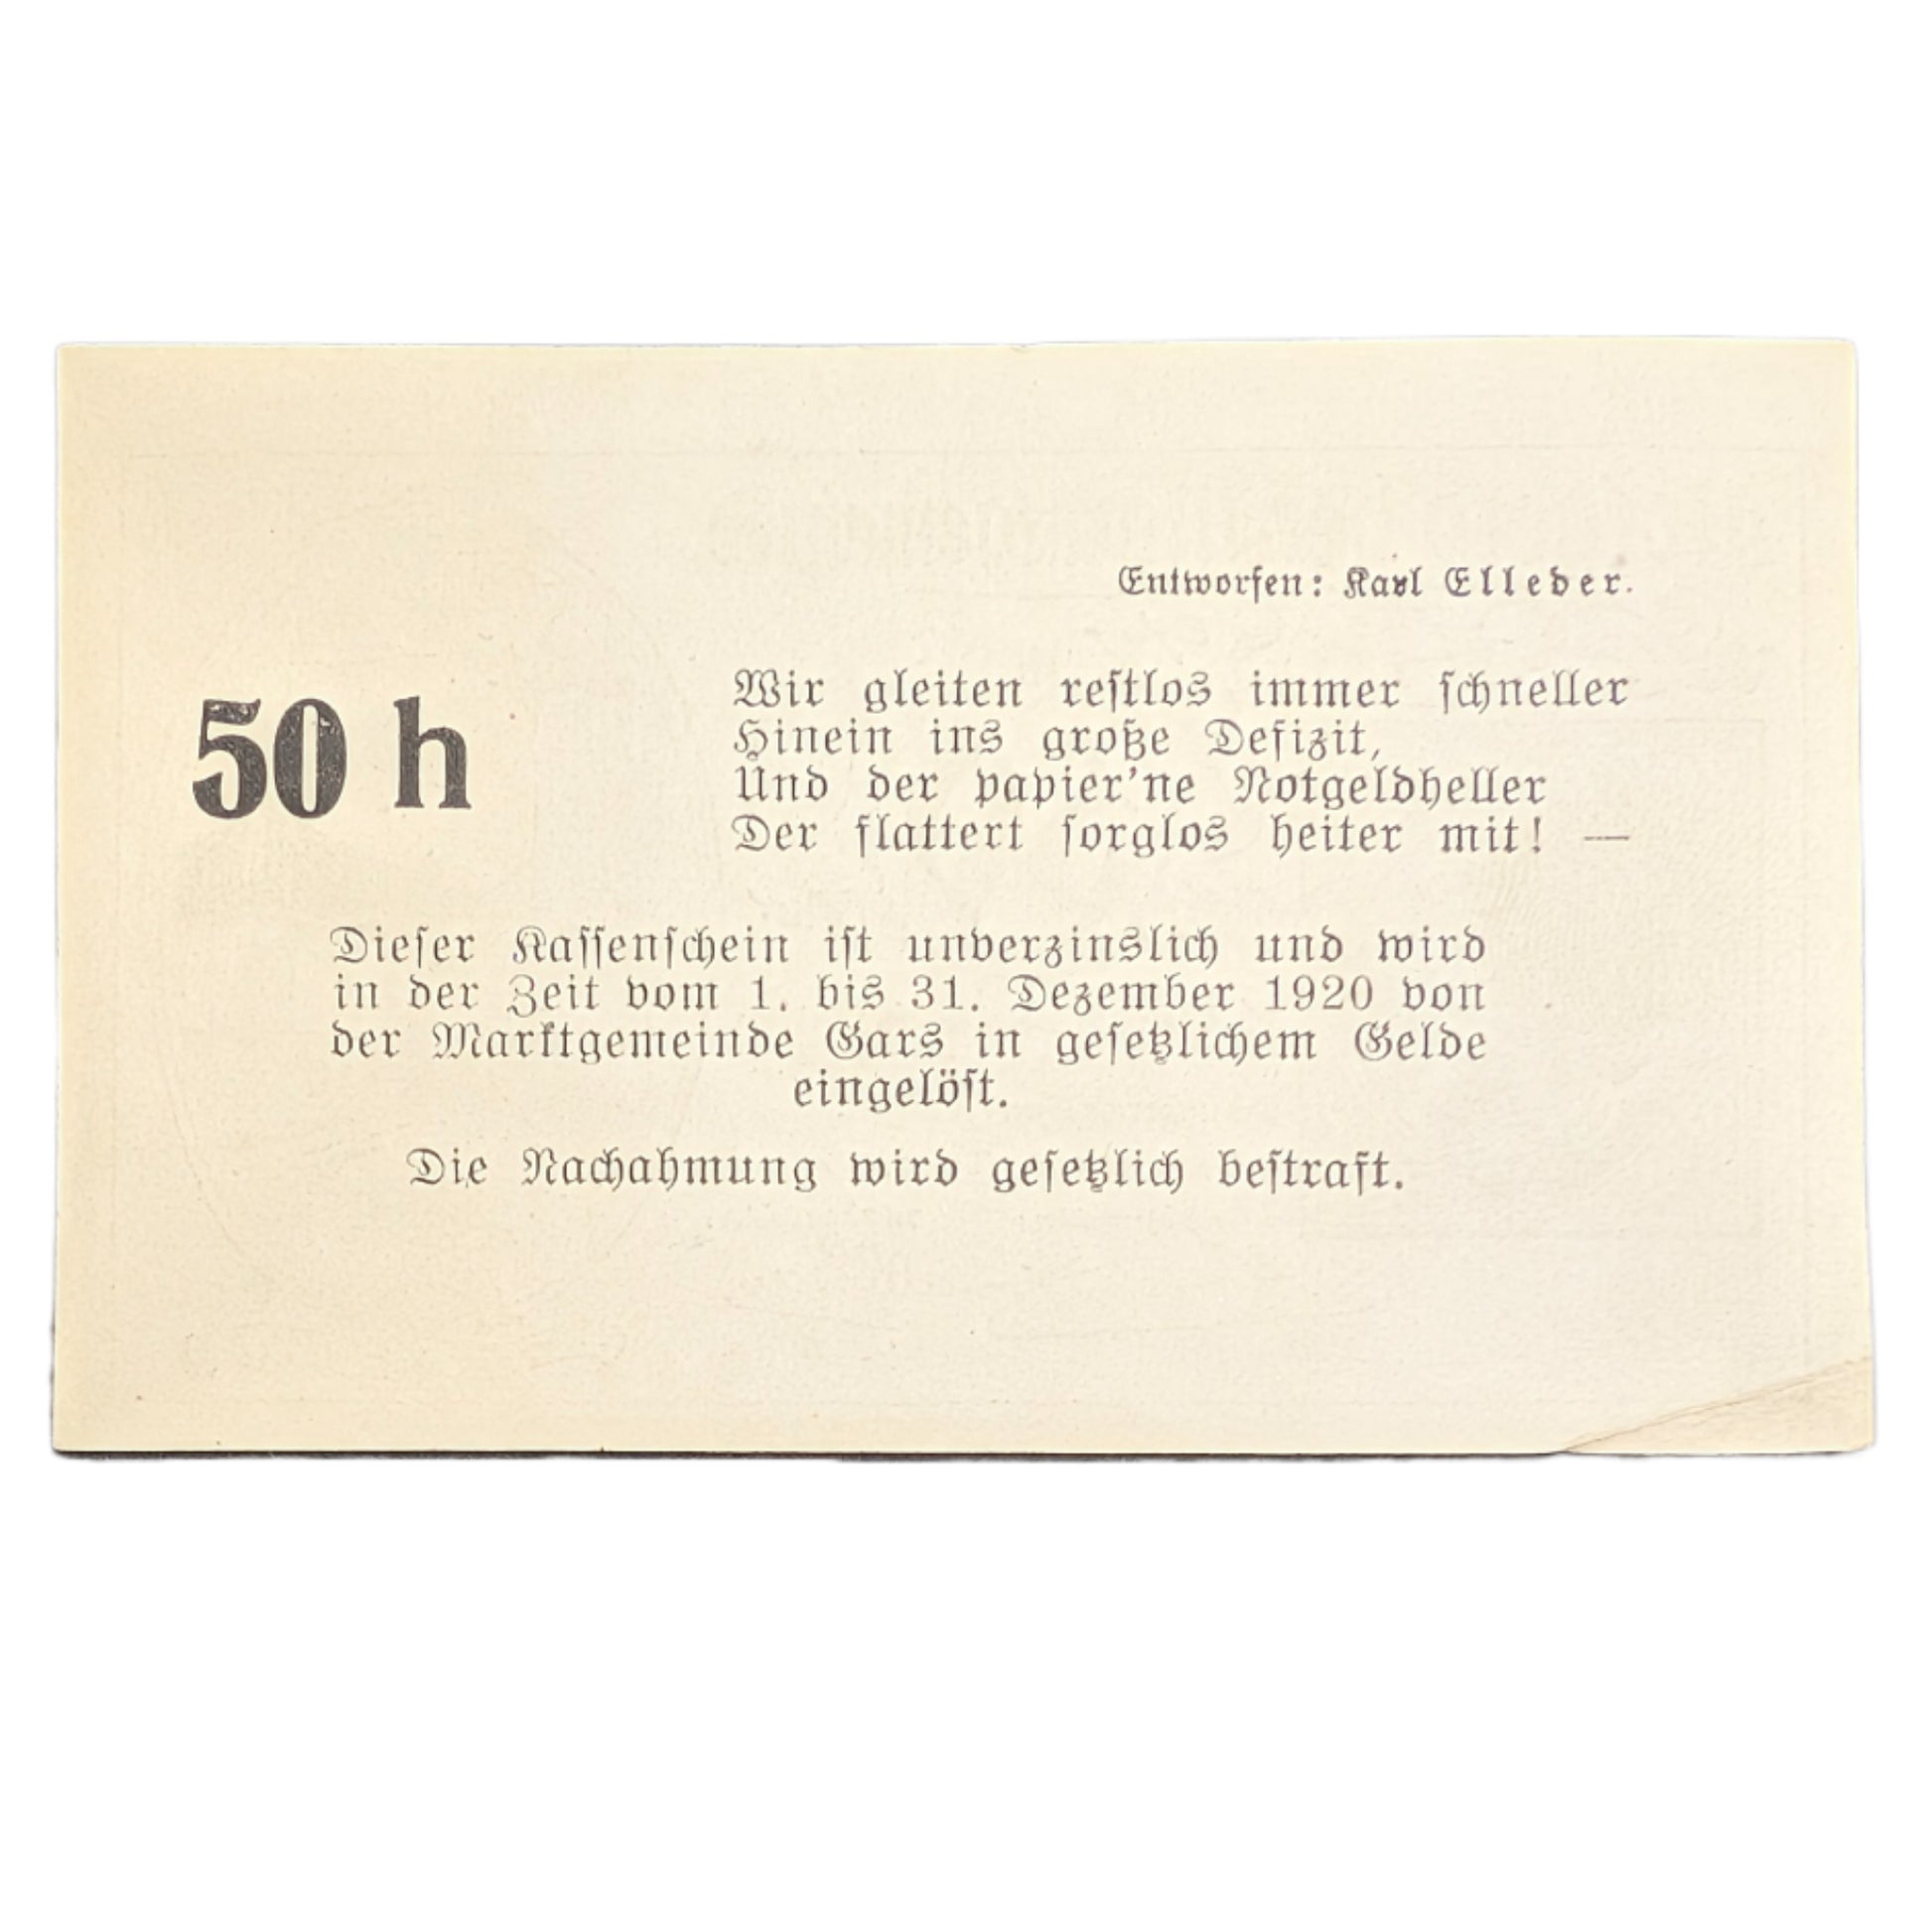 Entworfen: Karl Elleder.
50 h
Wir gleiten restlos immer schneller
Hinein ins große Defizit,
Und der papier'ne Notgeldheller
Der flattert sorglos heiter mit! —
Dieser Kassenschein ist unverzinslich und wird
in der Zeit vom 1. bis 31. Dezember 1920 von
der Marktgemeinde Gars in gesetzlichem Gelde
eingelöst.
Die Nachahmung wird gesetzlich bestraft.